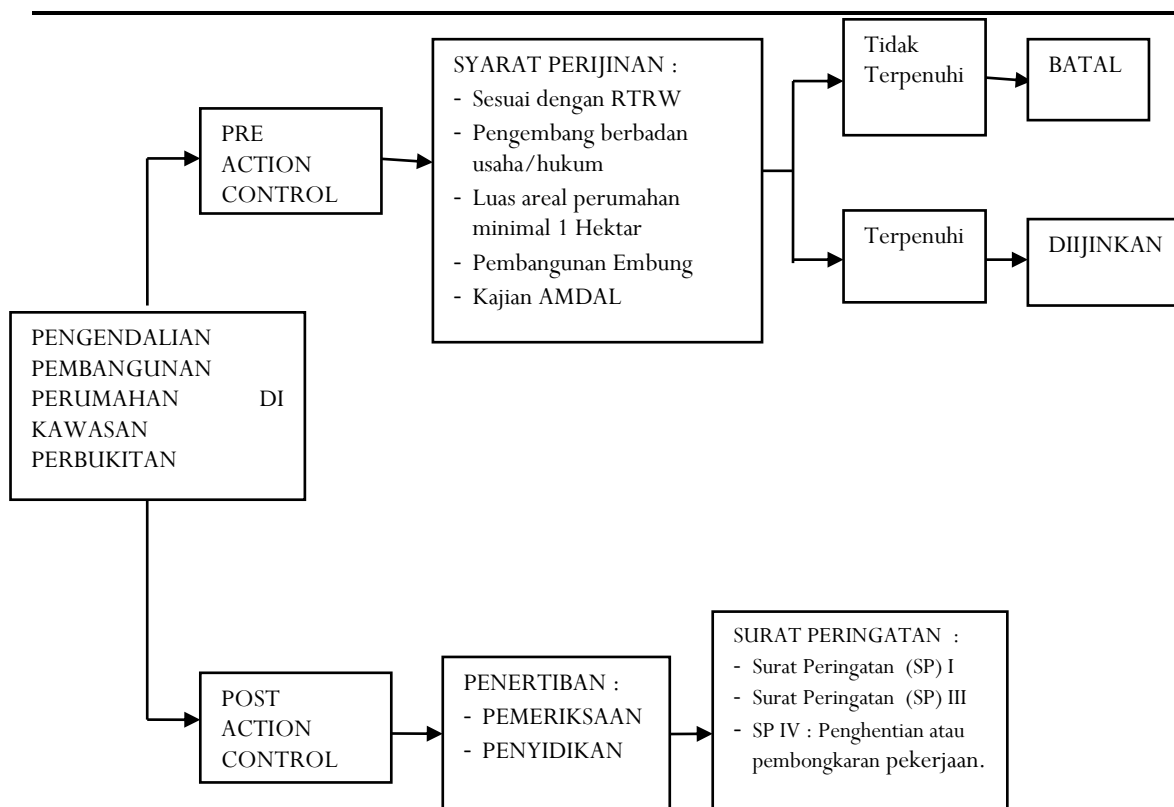 PENGENDALIAN
PEMBANGUNAN
PERUMAHAN DI
KAWASAN
PERBUKITAN
PRE
ACTION
CONTROL
SYARAT PERIJINAN :
- Sesuai dengan RTRW
- Pengembang berbadan
usaha/hukum
- Luas areal perumahan
minimal 1 Hektar
- Pembangunan Embung
- Kajian AMDAL
Tidak
Terpenuhi
BATAL
Terpenuhi
DIIJINKAN
POST
ACTION
CONTROL
PENERTIBAN :
- PEMERIKSAAN
- PENYIDIKAN
SURAT PERINGATAN :
- Surat Peringatan (SP) I
- Surat Peringatan (SP) III
- SP IV : Penghentian atau
pembongkaran pekerjaan.